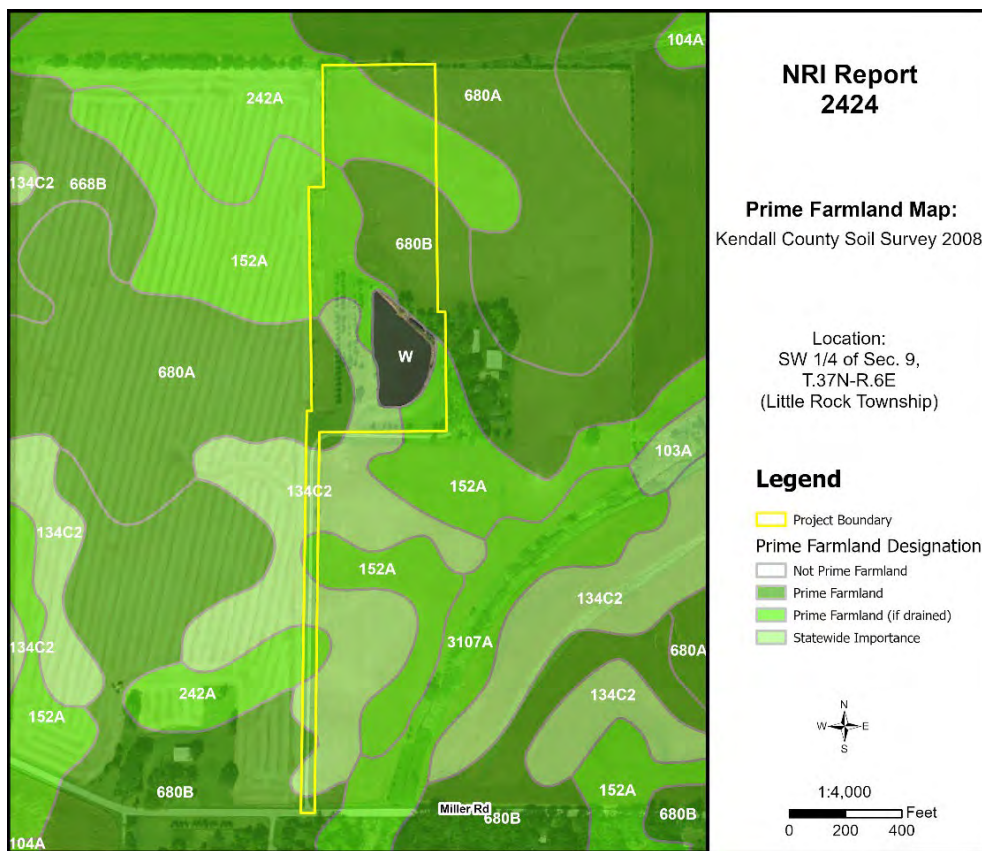 104A
242A
680A
134C2
668B
152A
680B
680A
W
103A
134C2
152A
134C2
152A
134C2
3107A
134C2
680A
134C2
242A
152A
680B
152A
Miller Rd
680B
104A
NRI Report
2424
Prime Farmland Map:
Kendall County Soil Survey 2008
Location:
SW 1/4 of Sec. 9,
T.37N-R.6E
(Little Rock Township)
Legend
Project Boundary
Prime Farmland Designation
Not Prime Farmland
Prime Farmland
Prime Farmland (if drained)
Statewide Importance
N
W E
S
1:4,000
Feet
0 200 400